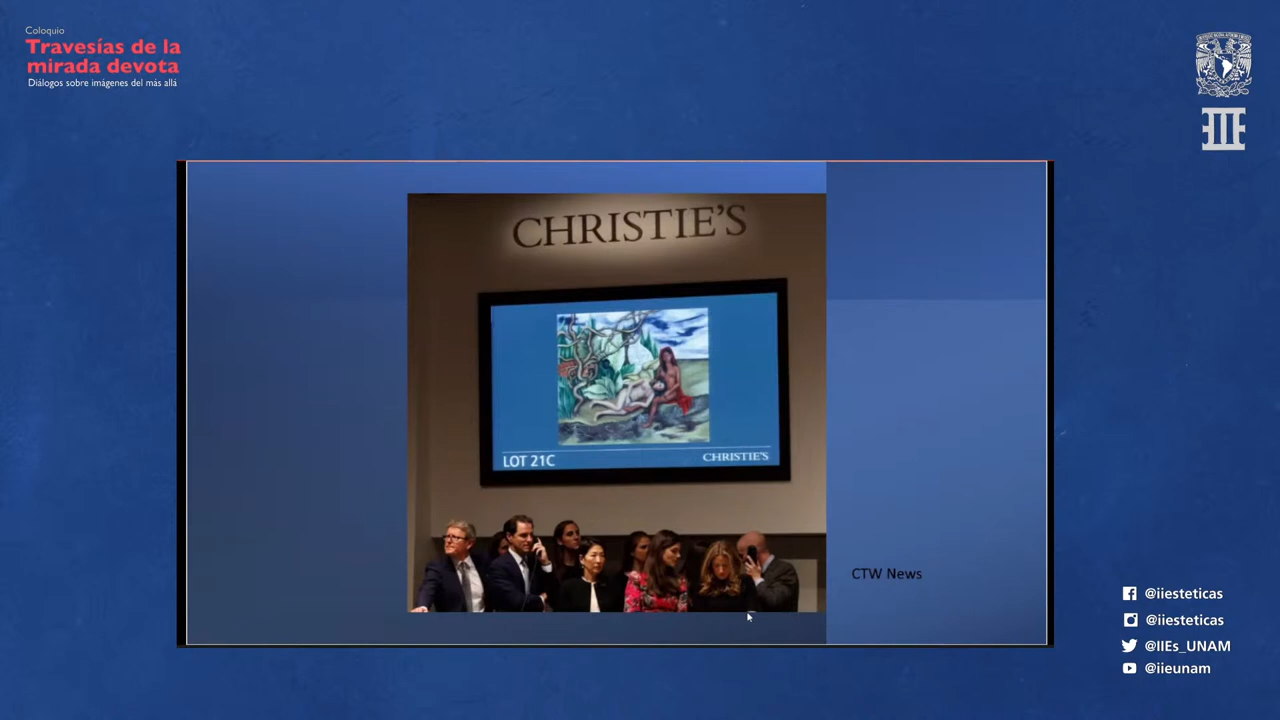 Coloquio
Travesías de la
mirada devota
Diálogos sobre imágenes del más allá
CHRISTIE'S
LOT 21C
CHRISTIE'S
CTW News
@iiesteticas
@iiesteticas
@IIEs_UNAM
@iieunam